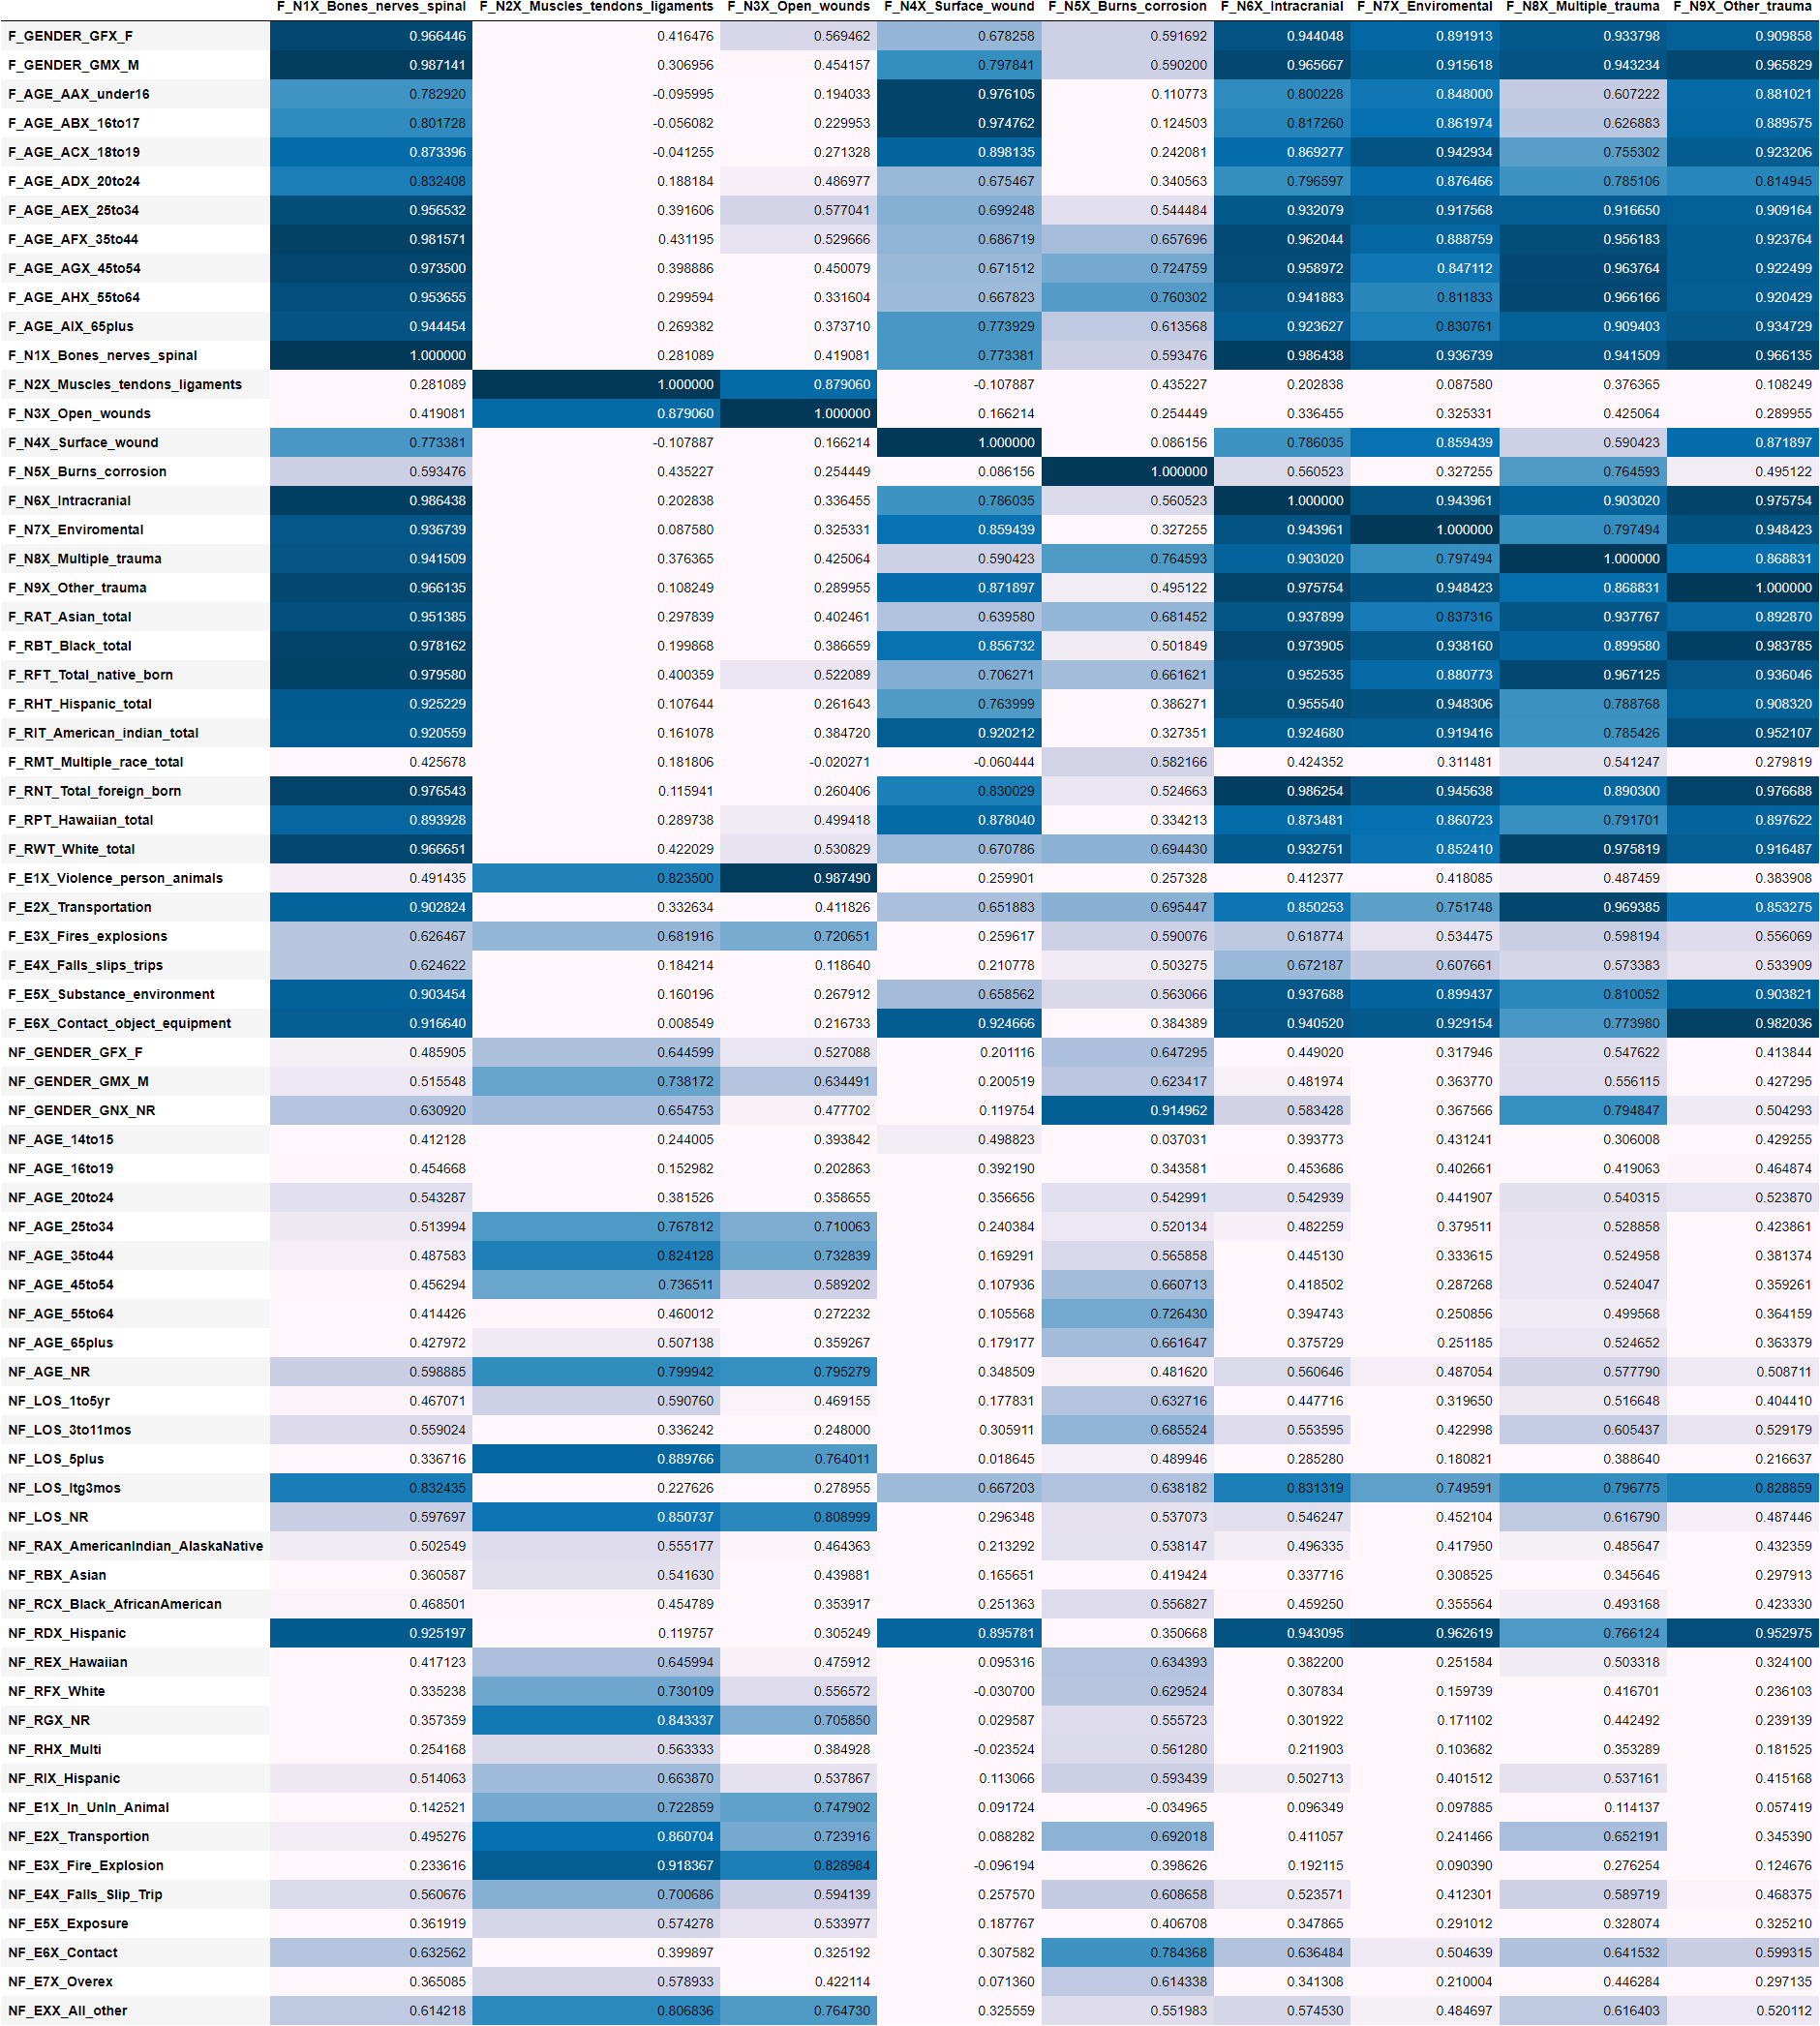 F_N1X_Bones_nerves_spinal F_N2X_Muscles_tendons_ligaments F_N3X_Open_wounds F_N4X_Surface_wound F_N5X_Burns_corrosion F_N6X_Intracranial F_N7X_Enviromental F_N8X_Multiple_trauma F_N9X_Other_trauma
F_GENDER_GFX_F 0.966446 0.416476 0.569462 0.678258 0.591692 0.944048 0.891913 0.933798 0.909858
F_GENDER_GMX_M 0.987141 0.306956 0.454157 0.797841 0.590200 0.965667 0.915618 0.943234 0.965829
F_AGE_AAX_under16 0.782920 -0.095995 0.194033 0.976105 0.110773 0.800228 0.848000 0.607222 0.881021
F_AGE_ABX_16to17 0.801728 -0.056082 0.229953 0.974762 0.124503 0.817260 0.861974 0.626883 0.889575
F_AGE_ACX_18to19 0.873396 -0.041255 0.271328 0.898135 0.242081 0.869277 0.942934 0.755302 0.923206
F_AGE_ADX_20to24 0.832408 0.188184 0.486977 0.675467 0.340563 0.796597 0.876466 0.785106 0.814945
F_AGE_AEX_25to34 0.956532 0.391606 0.577041 0.699248 0.544484 0.932079 0.917568 0.916650 0.909164
F_AGE_AFX_35to44 0.981571 0.431195 0.529666 0.686719 0.657696 0.962044 0.888759 0.956183 0.923764
F_AGE_AGX_45to54 0.973500 0.398886 0.450079 0.671512 0.724759 0.958972 0.847112 0.963764 0.922499
F_AGE_AHX_55to64 0.953655 0.299594 0.331604 0.667823 0.760302 0.941883 0.811833 0.966166 0.920429
F_AGE_AIX_65plus 0.944454 0.269382 0.373710 0.773929 0.613568 0.923627 0.830761 0.909403 0.934729
F_N1X_Bones_nerves_spinal 1.000000 0.281089 0.419081 0.773381 0.593476 0.986438 0.936739 0.941509 0.966135
F_N2X_Muscles_tendons_ligaments 0.281089 1.000000 0.879060 -0.107887 0.435227 0.202838 0.087580 0.376365 0.108249
F_N3X_Open_wounds 0.419081 0.879060 1.000000 0.166214 0.254449 0.336455 0.325331 0.425064 0.289955
F_N4X_Surface_wound 0.773381 -0.107887 0.166214 1.000000 0.086156 0.786035 0.859439 0.590423 0.871897
F_N5X_Burns_corrosion 0.593476 0.435227 0.254449 0.086156 1.000000 0.560523 0.327255 0.764593 0.495122
F_N6X_Intracranial 0.986438 0.202838 0.336455 0.786035 0.560523 1.000000 0.943961 0.903020 0.975754
F_N7X_Enviromental 0.936739 0.087580 0.325331 0.859439 0.327255 0.943961 1.000000 0.797494 0.948423
F_N8X_Multiple_trauma 0.941509 0.376365 0.425064 0.590423 0.764593 0.903020 0.797494 1.000000 0.868831
F_N9X_Other_trauma 0.966135 0.108249 0.289955 0.871897 0.495122 0.975754 0.948423 0.868831 1.000000
F_RAT_Asian_total 0.951385 0.297839 0.402461 0.639580 0.681452 0.937899 0.837316 0.937767 0.892870
F_RBT_Black_total 0.978162 0.199868 0.386659 0.856732 0.501849 0.973905 0.938160 0.899580 0.983785
F_RFT_Total_native_born 0.979580 0.400359 0.522089 0.706271 0.661621 0.952535 0.880773 0.967125 0.936046
F_RHT_Hispanic_total 0.925229 0.107644 0.261643 0.763999 0.386271 0.955540 0.948306 0.788768 0.908320
F_RIT_American_indian_total 0.920559 0.161078 0.384720 0.920212 0.327351 0.924680 0.919416 0.785426 0.952107
F_RMT_Multiple_race_total 0.425678 0.181806 -0.020271 -0.060444 0.582166 0.424352 0.311481 0.541247 0.279819
F_RNT_Total_foreign_born 0.976543 0.115941 0.260406 0.830029 0.524663 0.986254 0.945638 0.890300 0.976688
F_RPT_Hawaiian_total 0.893928 0.289738 0.499418 0.878040 0.334213 0.873481 0.860723 0.791701 0.897622
F_RWT_White_total 0.966651 0.422029 0.530829 0.670786 0.694430 0.932751 0.852410 0.975819 0.916487
F_E1X_Violence_person_animals 0.491435 0.823500 0.987490 0.259901 0.257328 0.412377 0.418085 0.487459 0.383908
F_E2X_Transportation 0.902824 0.332634 0.411826 0.651883 0.695447 0.850253 0.751748 0.969385 0.853275
F_E3X_Fires_explosions 0.626467 0.681916 0.720651 0.259617 0.590076 0.618774 0.534475 0.598194 0.556069
F_E4X_Falls_slips_trips 0.624622 0.184214 0.118640 0.210778 0.503275 0.672187 0.607661 0.573383 0.533909
F_E5X_Substance_environment 0.903454 0.160196 0.267912 0.658562 0.563066 0.937688 0.899437 0.810052 0.903821
F_E6X_Contact_object_equipment 0.916640 0.008549 0.216733 0.924666 0.384389 0.940520 0.929154 0.773980 0.982036
NF_GENDER_GFX_F 0.485905 0.644599 0.527088 0.201116 0.647295 0.449020 0.317946 0.547622 0.413844
NF_GENDER_GMX_M 0.515548 0.738172 0.634491 0.200519 0.623417 0.481974 0.363770 0.556115 0.427295
NF_GENDER_GNX_NR 0.630920 0.654753 0.477702 0.119754 0.914962 0.583428 0.367566 0.794847 0.504293
NF_AGE_14to15 0.412128 0.244005 0.393842 0.498823 0.037031 0.393773 0.431241 0.306008 0.429255
NF_AGE_16to19 0.454668 0.152982 0.202863 0.392190 0.343581 0.453686 0.402661 0.419063 0.464874
NF_AGE_20to24 0.543287 0.381526 0.358655 0.356656 0.542991 0.542939 0.441907 0.540315 0.523870
NF_AGE_25to34 0.513994 0.767812 0.710063 0.240384 0.520134 0.482259 0.379511 0.528858 0.423861
NF_AGE_35to44 0.487583 0.824128 0.732839 0.169291 0.565858 0.445130 0.333615 0.524958 0.381374
NF_AGE_45to54 0.456294 0.736511 0.589202 0.107936 0.660713 0.418502 0.287268 0.524047 0.359261
NF_AGE_55to64 0.414426 0.460012 0.272232 0.105568 0.726430 0.394743 0.250856 0.499568 0.364159
NF_AGE_65plus 0.427972 0.507138 0.359267 0.179177 0.661647 0.375729 0.251185 0.524652 0.363379
NF_AGE_NR 0.598885 0.799942 0.795279 0.348509 0.481620 0.560646 0.487054 0.577790 0.508711
NF_LOS_1to5yr 0.467071 0.590760 0.469155 0.177831 0.632716 0.447716 0.319650 0.516648 0.404410
NF_LOS_3to11mos 0.559024 0.336242 0.248000 0.305911 0.685524 0.553595 0.422998 0.605437 0.529179
NF_LOS_5plus 0.336716 0.889766 0.764011 0.018645 0.489946 0.285280 0.180821 0.388640 0.216637
NF_LOS_ltg3mos 0.832435 0.227626 0.278955 0.667203 0.638182 0.831319 0.749591 0.796775 0.828859
NF_LOS_NR 0.597697 0.850737 0.808999 0.296348 0.537073 0.546247 0.452104 0.616790 0.487446
NF_RAX_AmericanIndian_AlaskaNative 0.502549 0.555177 0.464363 0.213292 0.538147 0.496335 0.417950 0.485647 0.432359
NF_RBX_Asian 0.360587 0.541630 0.439881 0.165651 0.419424 0.337716 0.308525 0.345646 0.297913
NF_RCX_Black_AfricanAmerican 0.468501 0.454789 0.353917 0.251363 0.556827 0.459250 0.355564 0.493168 0.423330
NF_RDX_Hispanic 0.925197 0.119757 0.305249 0.895781 0.350668 0.943095 0.962619 0.766124 0.952975
NF_REX_Hawaiian 0.417123 0.645994 0.475912 0.095316 0.634393 0.382200 0.251584 0.503318 0.324100
NF_RFX_White 0.335238 0.730109 0.556572 -0.030700 0.629524 0.307834 0.159739 0.416701 0.236103
NF_RGX_NR 0.357359 0.843337 0.705850 0.029587 0.555723 0.301922 0.171102 0.442492 0.239139
NF_RHX_Multi 0.254168 0.563333 0.384928 -0.023524 0.561280 0.211903 0.103682 0.353289 0.181525
NF_RIX_Hispanic 0.514063 0.663870 0.537867 0.113066 0.593439 0.502713 0.401512 0.537161 0.415168
NF_E1X_In_UnIn_Animal 0.142521 0.722859 0.747902 0.091724 -0.034965 0.096349 0.097885 0.114137 0.057419
NF_E2X_Transportion 0.495276 0.860704 0.723916 0.088282 0.692018 0.411057 0.241466 0.652191 0.345390
NF_E3X_Fire_Explosion 0.233616 0.918367 0.828984 -0.096194 0.398626 0.192115 0.090390 0.276254 0.124676
NF_E4X_Falls_Slip_Trip 0.560676 0.700686 0.594139 0.257570 0.608658 0.523571 0.412301 0.589719 0.468375
NF_E5X_Exposure 0.361919 0.574278 0.533977 0.187767 0.406708 0.347865 0.291012 0.328074 0.325210
NF_E6X_Contact 0.632562 0.399897 0.325192 0.307582 0.784368 0.636484 0.504639 0.641532 0.599315
NF_E7X_Overex 0.365085 0.578933 0.422114 0.071360 0.614338 0.341308 0.210004 0.446284 0.297135
NF_EXX_All_other 0.614218 0.806836 0.764730 0.325559 0.551983 0.574530 0.484697 0.616403 0.520112